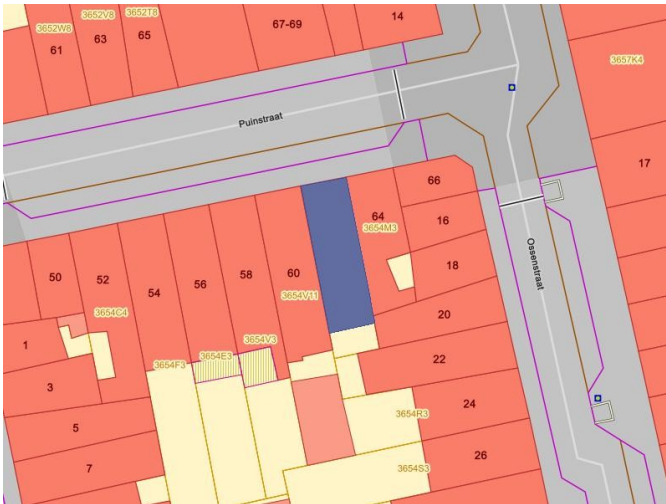 14
3652W8
3652V8
3652T8
61
63
65
67-69
3657K4
Puinstraat
17
66
64
3654M3
16
18
50
52
54
56
58
60
3654V11
3654C4
20
1
3654F3
3654E3
3654V3
22
3
24
3654R3
5
26
7
3654S3
Ossenstraat